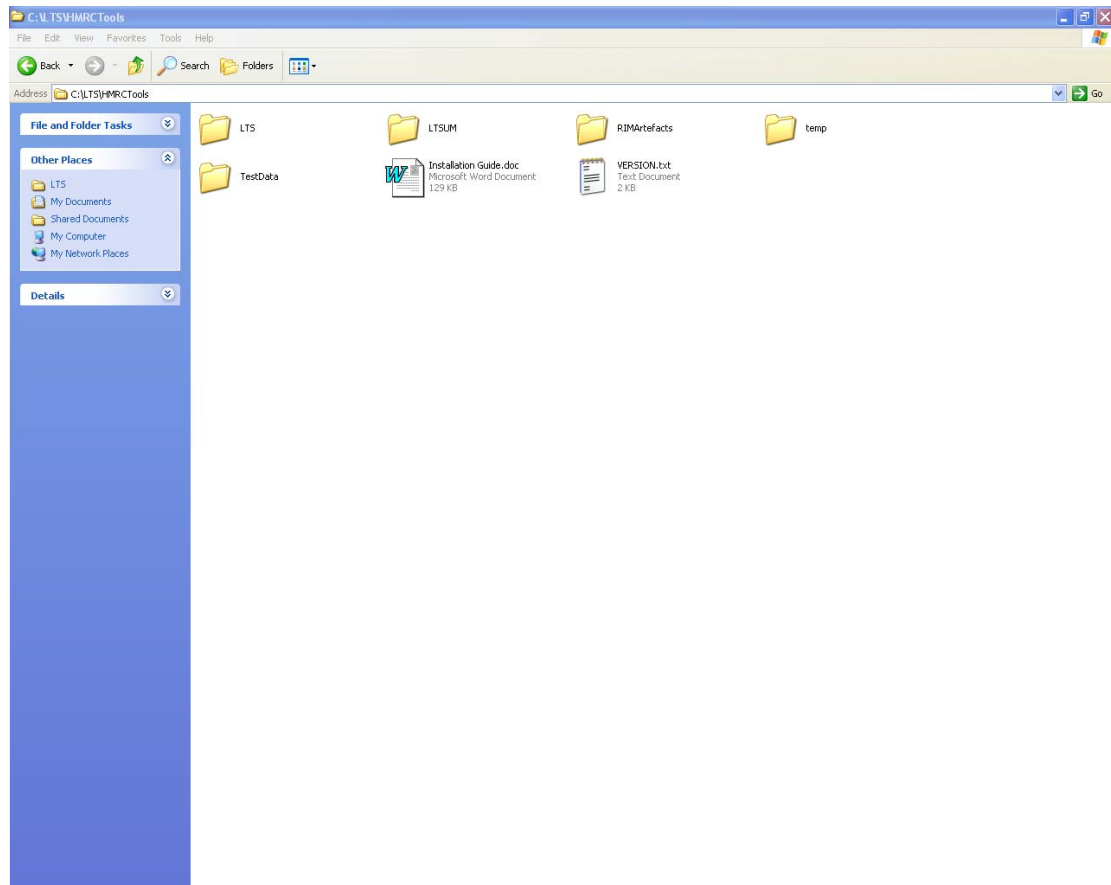 C:\LTS\HMRCTools
File Edit View Favorites Tools Help
Back Search Folders
Address C:\LTS\HMRCTools Go
File and Folder Tasks
Other Places
LTS
My Documents
Shared Documents
My Computer
My Network Places
Details
LTS LTSUM RIMArtefacts temp
TestData
Installation Guide.doc
Microsoft Word Document
129 KB
VERSION.txt
Text Document
2 KB